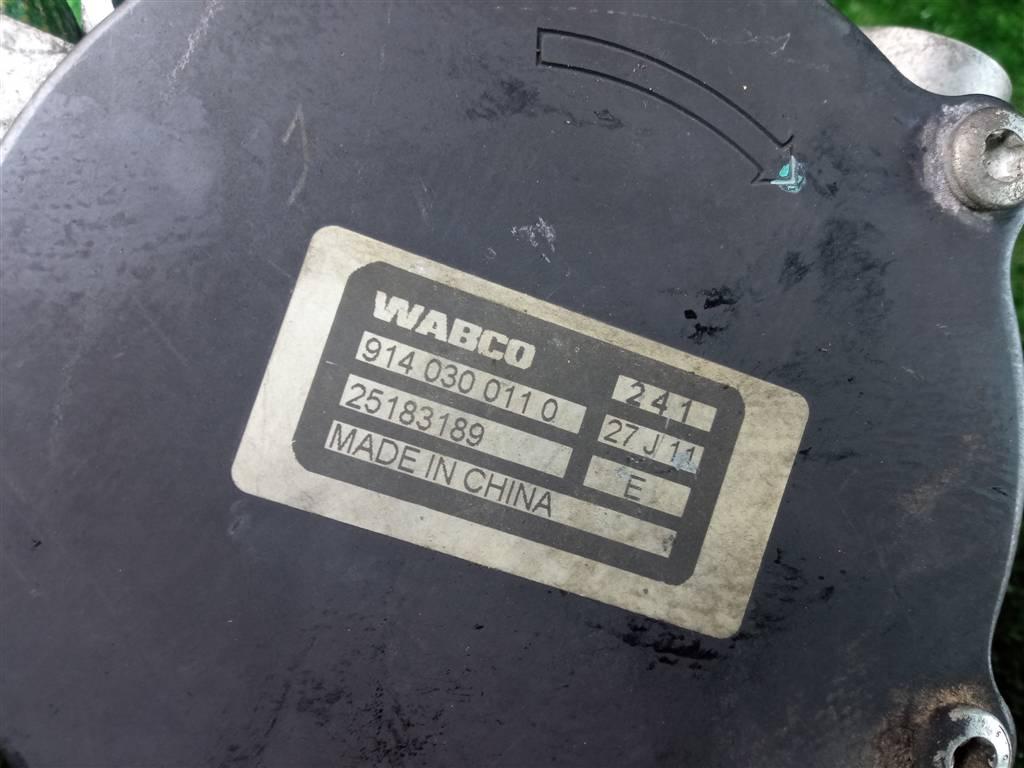 WABCO
914 030 011 0
241
25183189
27 J 11
MADE IN CHINA
E